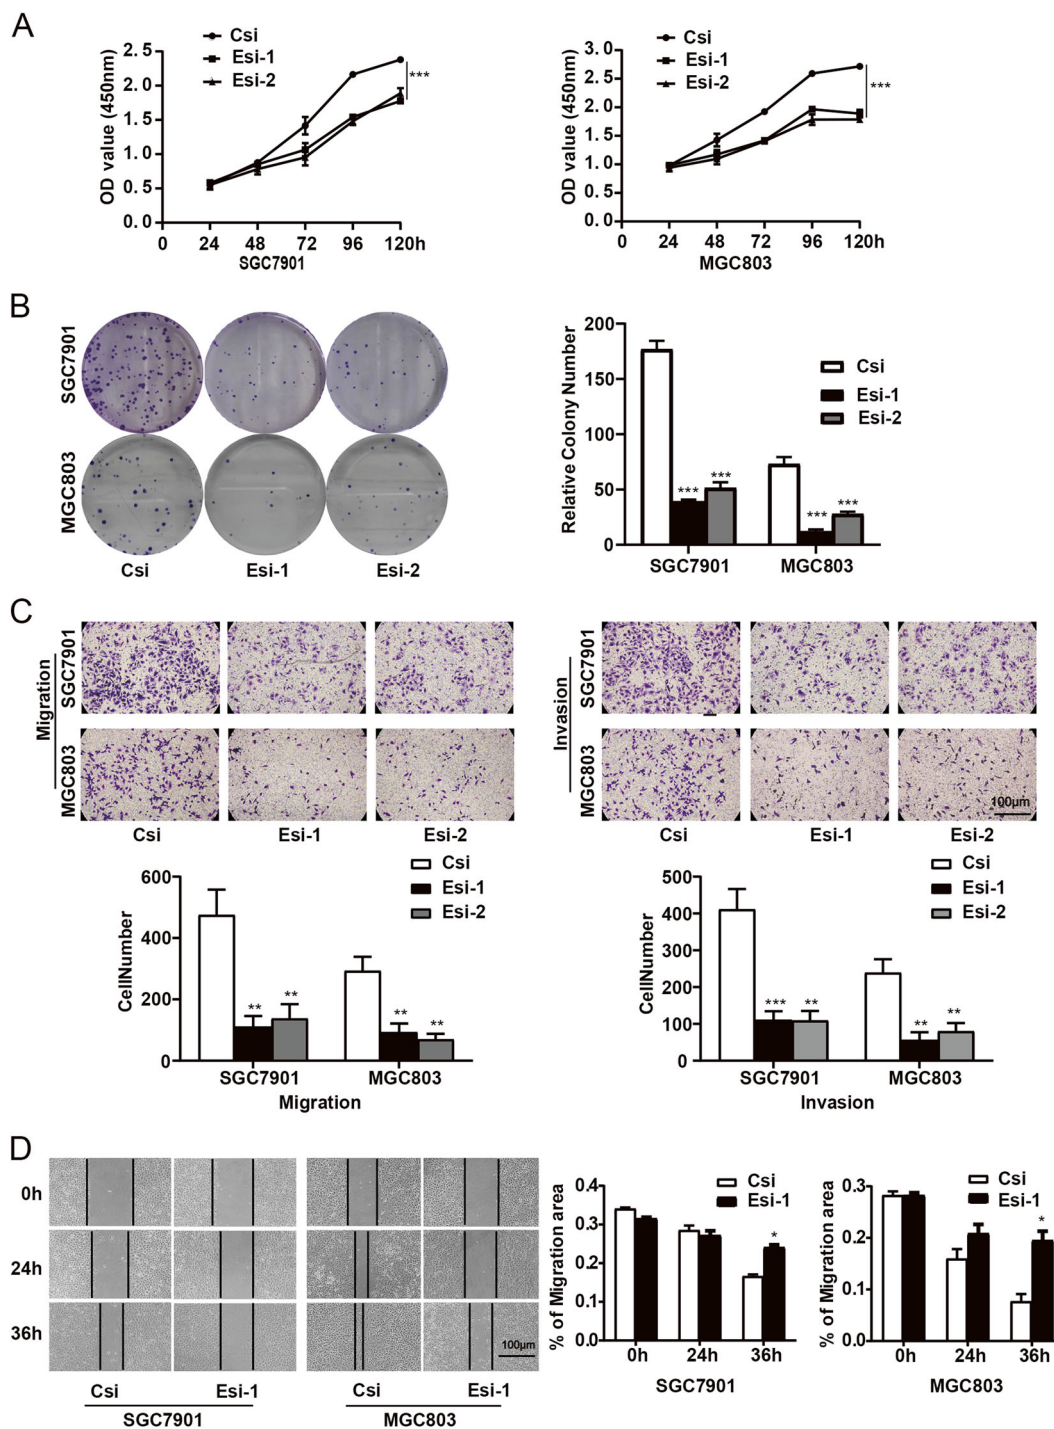 A
Csi
Esi-1
Esi-2
OD value (450nm)
2.5
2.0
1.5
1.0
0.5
0.0
***
0 24 48 72 96 120h
SGC7901
Csi
Esi-1
Esi-2
OD value (450nm)
3.0
2.5
2.0
1.5
1.0
0.5
0.0
***
0 24 48 72 96 120h
MGC803
B
SGC7901
MGC803
Csi Esi-1 Esi-2
Relative Colony Number
200
150
100
50
0
Csi
Esi-1
Esi-2
*** ***
*** ***
SGC7901 MGC803
C
Migration
SGC7901
MGC803
Csi Esi-1 Esi-2
Invasion
SGC7901
MGC803
100μm
Csi Esi-1 Esi-2
CellNumber
600
400
200
0
Csi
Esi-1
Esi-2
** **
** **
SGC7901 MGC803
Migration
CellNumber
500
400
300
200
100
0
Csi
Esi-1
Esi-2
*** **
** **
SGC7901 MGC803
Invasion
D
0h
24h
36h
100μm
Csi Esi-1 Csi Esi-1
SGC7901 MGC803
% of Migration area
0.4
0.3
0.2
0.1
0.0
Csi
Esi-1
*
0h 24h 36h
SGC7901
% of Migration area
0.3
0.2
0.1
0.0
Csi
Esi-1
*
0h 24h 36h
MGC803